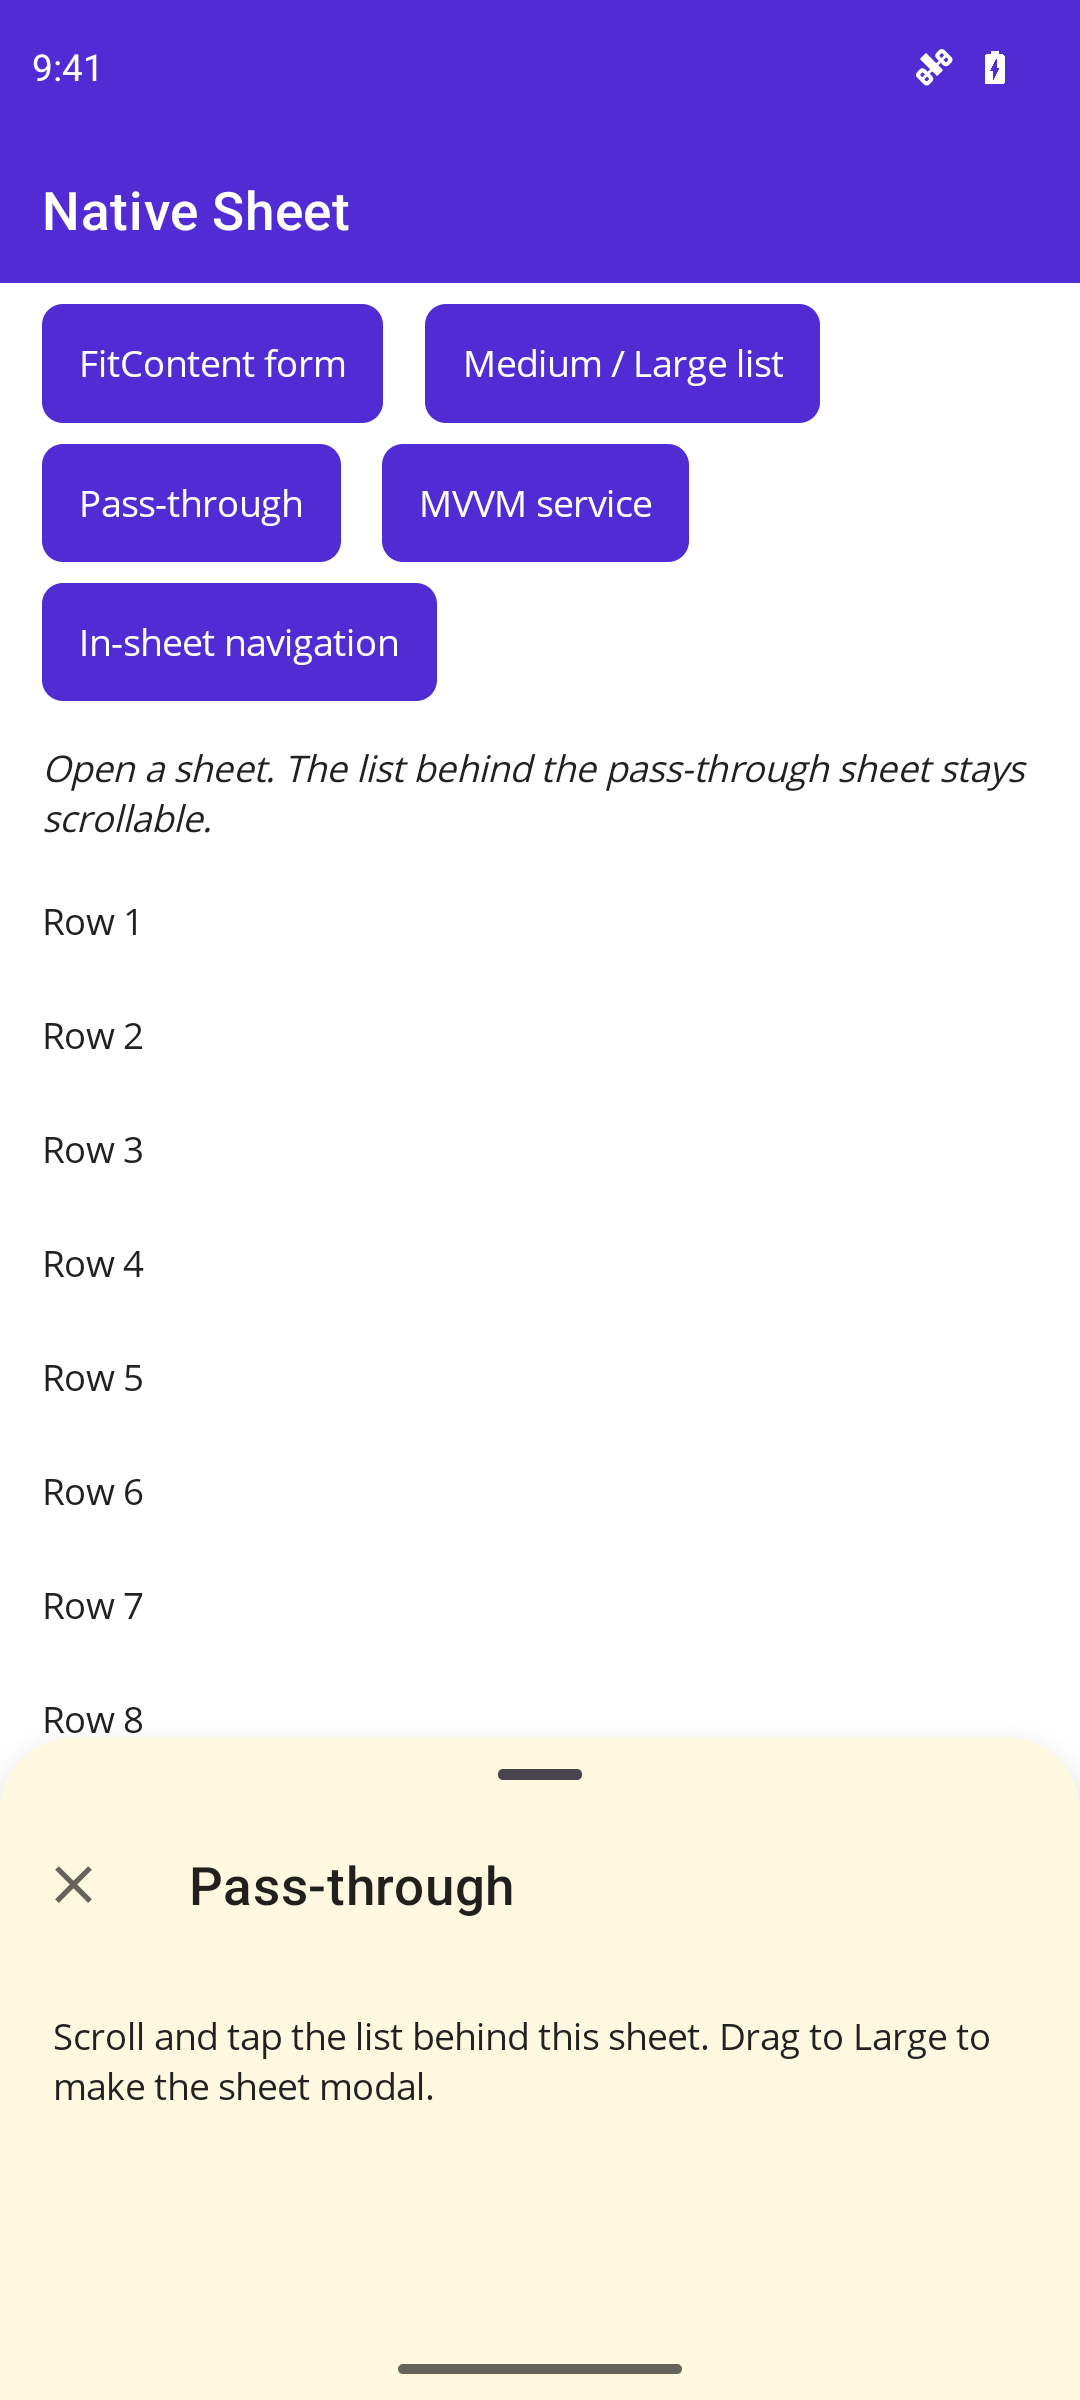 9:41
Native Sheet
FitContent form
Medium / Large list
Pass-through
MVVM service
In-sheet navigation
Open a sheet. The list behind the pass-through sheet stays
scrollable.
Row 1
Row 2
Row 3
Row 4
Row 5
Row 6
Row 7
Row 8
Pass-through
Scroll and tap the list behind this sheet. Drag to Large to
make the sheet modal.